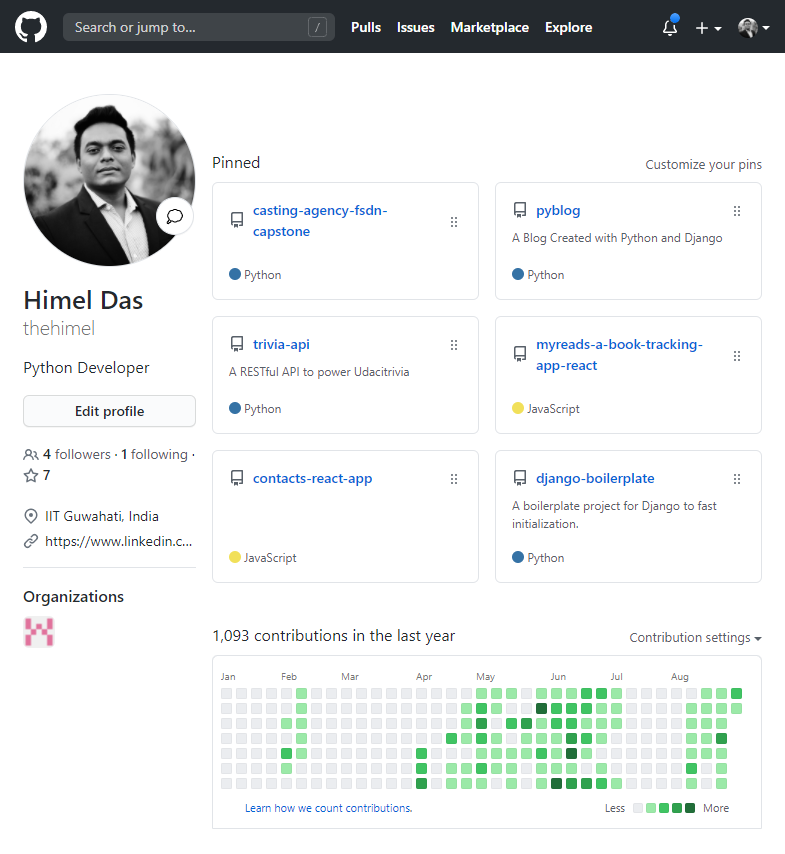 Search or jump to...
/
Pulls
Issues
Marketplace
Explore
Himel Das
thehimel
Python Developer
Edit profile
4 followers · 1 following ·
7
IIT Guwahati, India
https://www.linkedin.c...
Organizations
Pinned
Customize your pins
casting-agency-fsdn-
capstone
Python
pyblog
A Blog Created with Python and Django
Python
trivia-api
A RESTful API to power Udacitrivia
Python
myreads-a-book-tracking-
app-react
JavaScript
contacts-react-app
JavaScript
django-boilerplate
A boilerplate project for Django to fast
initialization.
Python
1,093 contributions in the last year
Contribution settings
Jan Feb Mar Apr May Jun Jul Aug
Learn how we count contributions.
Less
More